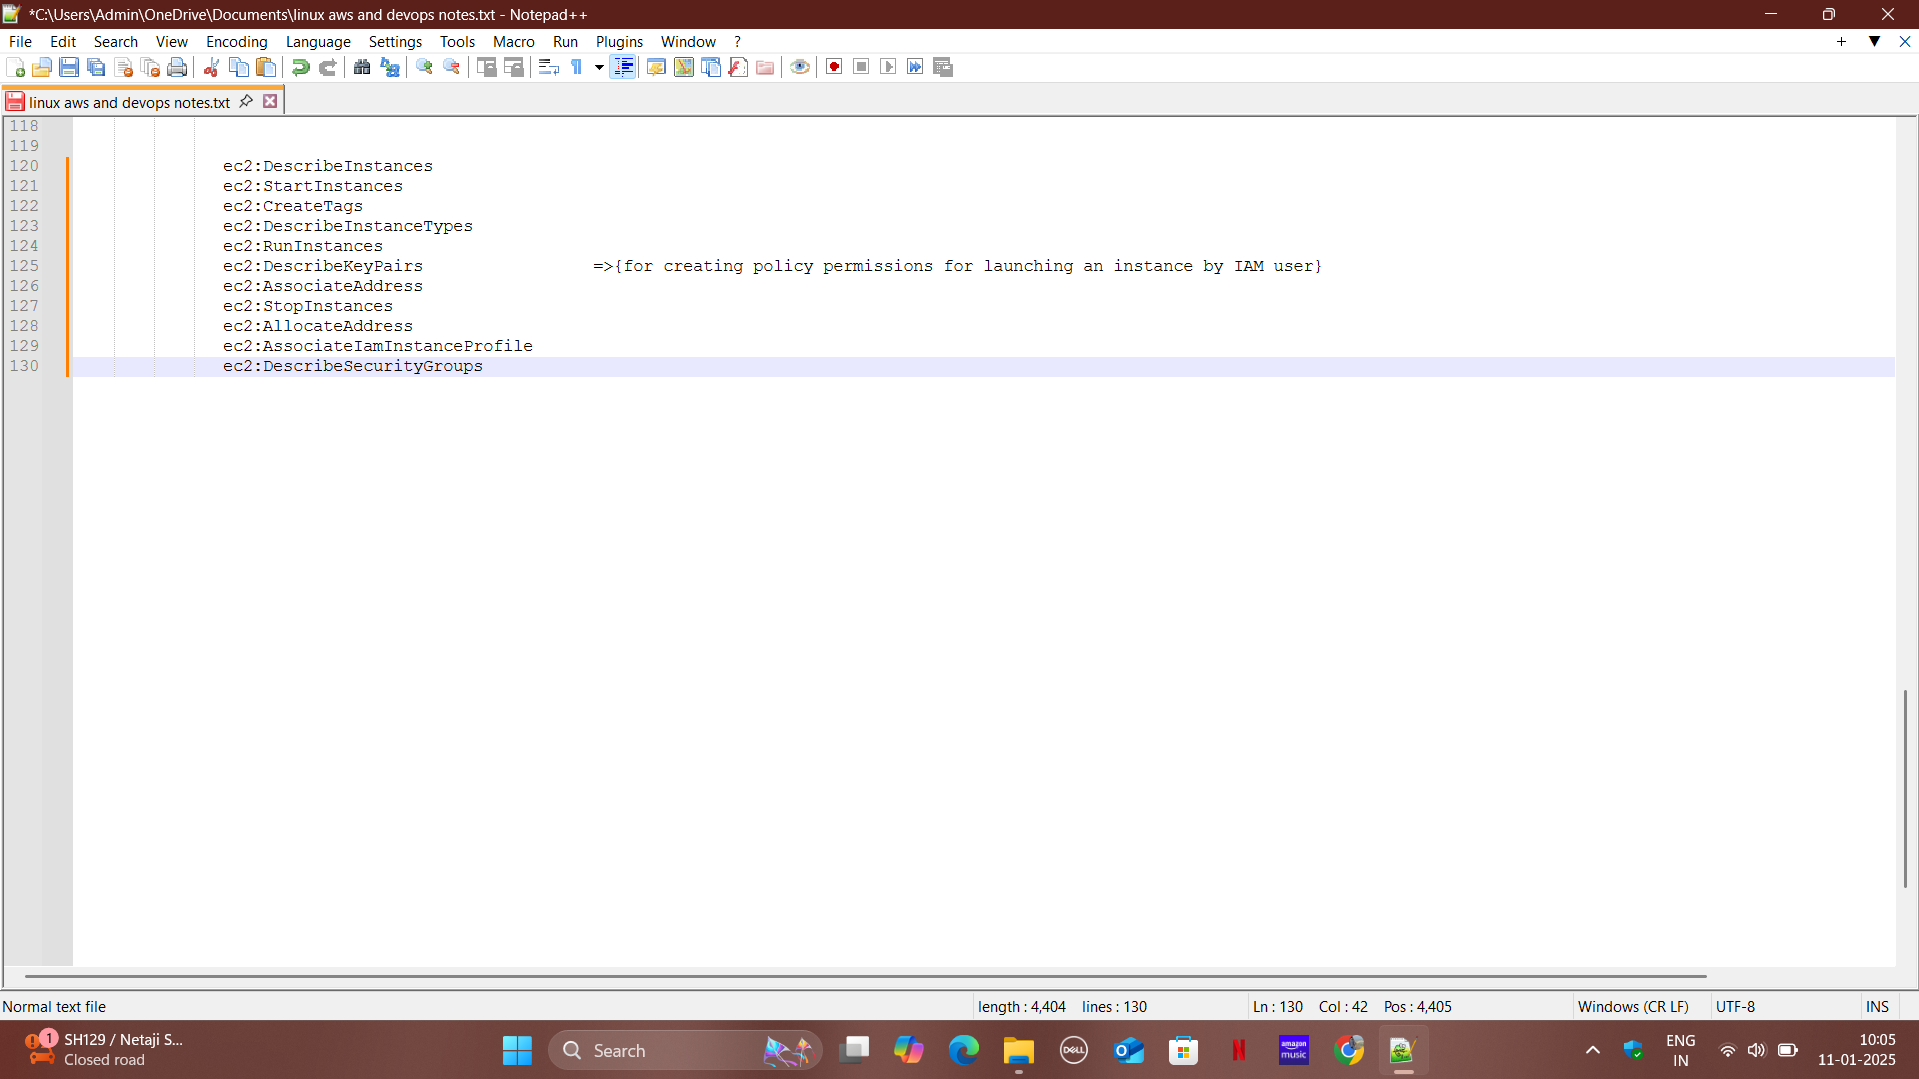 *C:\Users\Admin\OneDrive\Documents\linux aws and devops notes.txt - Notepad++
File Edit Search View Encoding Language Settings Tools Macro Run Plugins Window ?
linux aws and devops notes.txt
118
119
120 ec2:DescribeInstances
121 ec2:StartInstances
122 ec2:CreateTags
123 ec2:DescribeInstanceTypes
124 ec2:RunInstances
125 ec2:DescribeKeyPairs =>{for creating policy permissions for launching an instance by IAM user}
126 ec2:AssociateAddress
127 ec2:StopInstances
128 ec2:AllocateAddress
129 ec2:AssociateIamInstanceProfile
130 ec2:DescribeSecurityGroups
Normal text file length : 4,404 lines : 130 Ln : 130 Col : 42 Pos : 4,405 Windows (CR LF) UTF-8 INS
1
SH129 / Netaji S...
Closed road
Search
DELL
amazon music
ENG
IN
10:05
11-01-2025